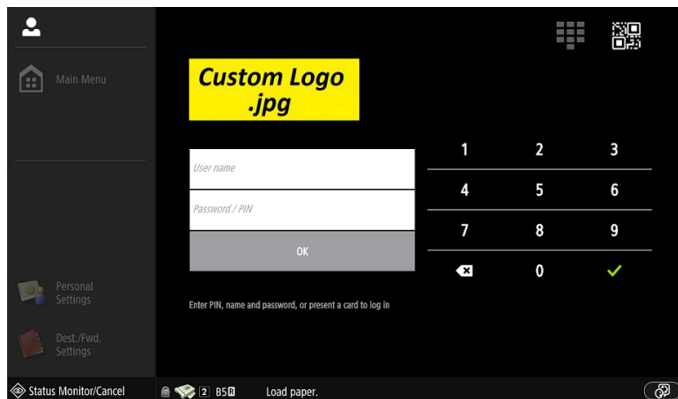 Main Menu
Custom Logo
.jpg
User name
Password / PIN
OK
1 2 3
4 5 6
7 8 9
0
Enter PIN, name and password, or present a card to log in
Personal
Settings
Dest./Fwd.
Settings
Status Monitor/Cancel
2 B5R Load paper.